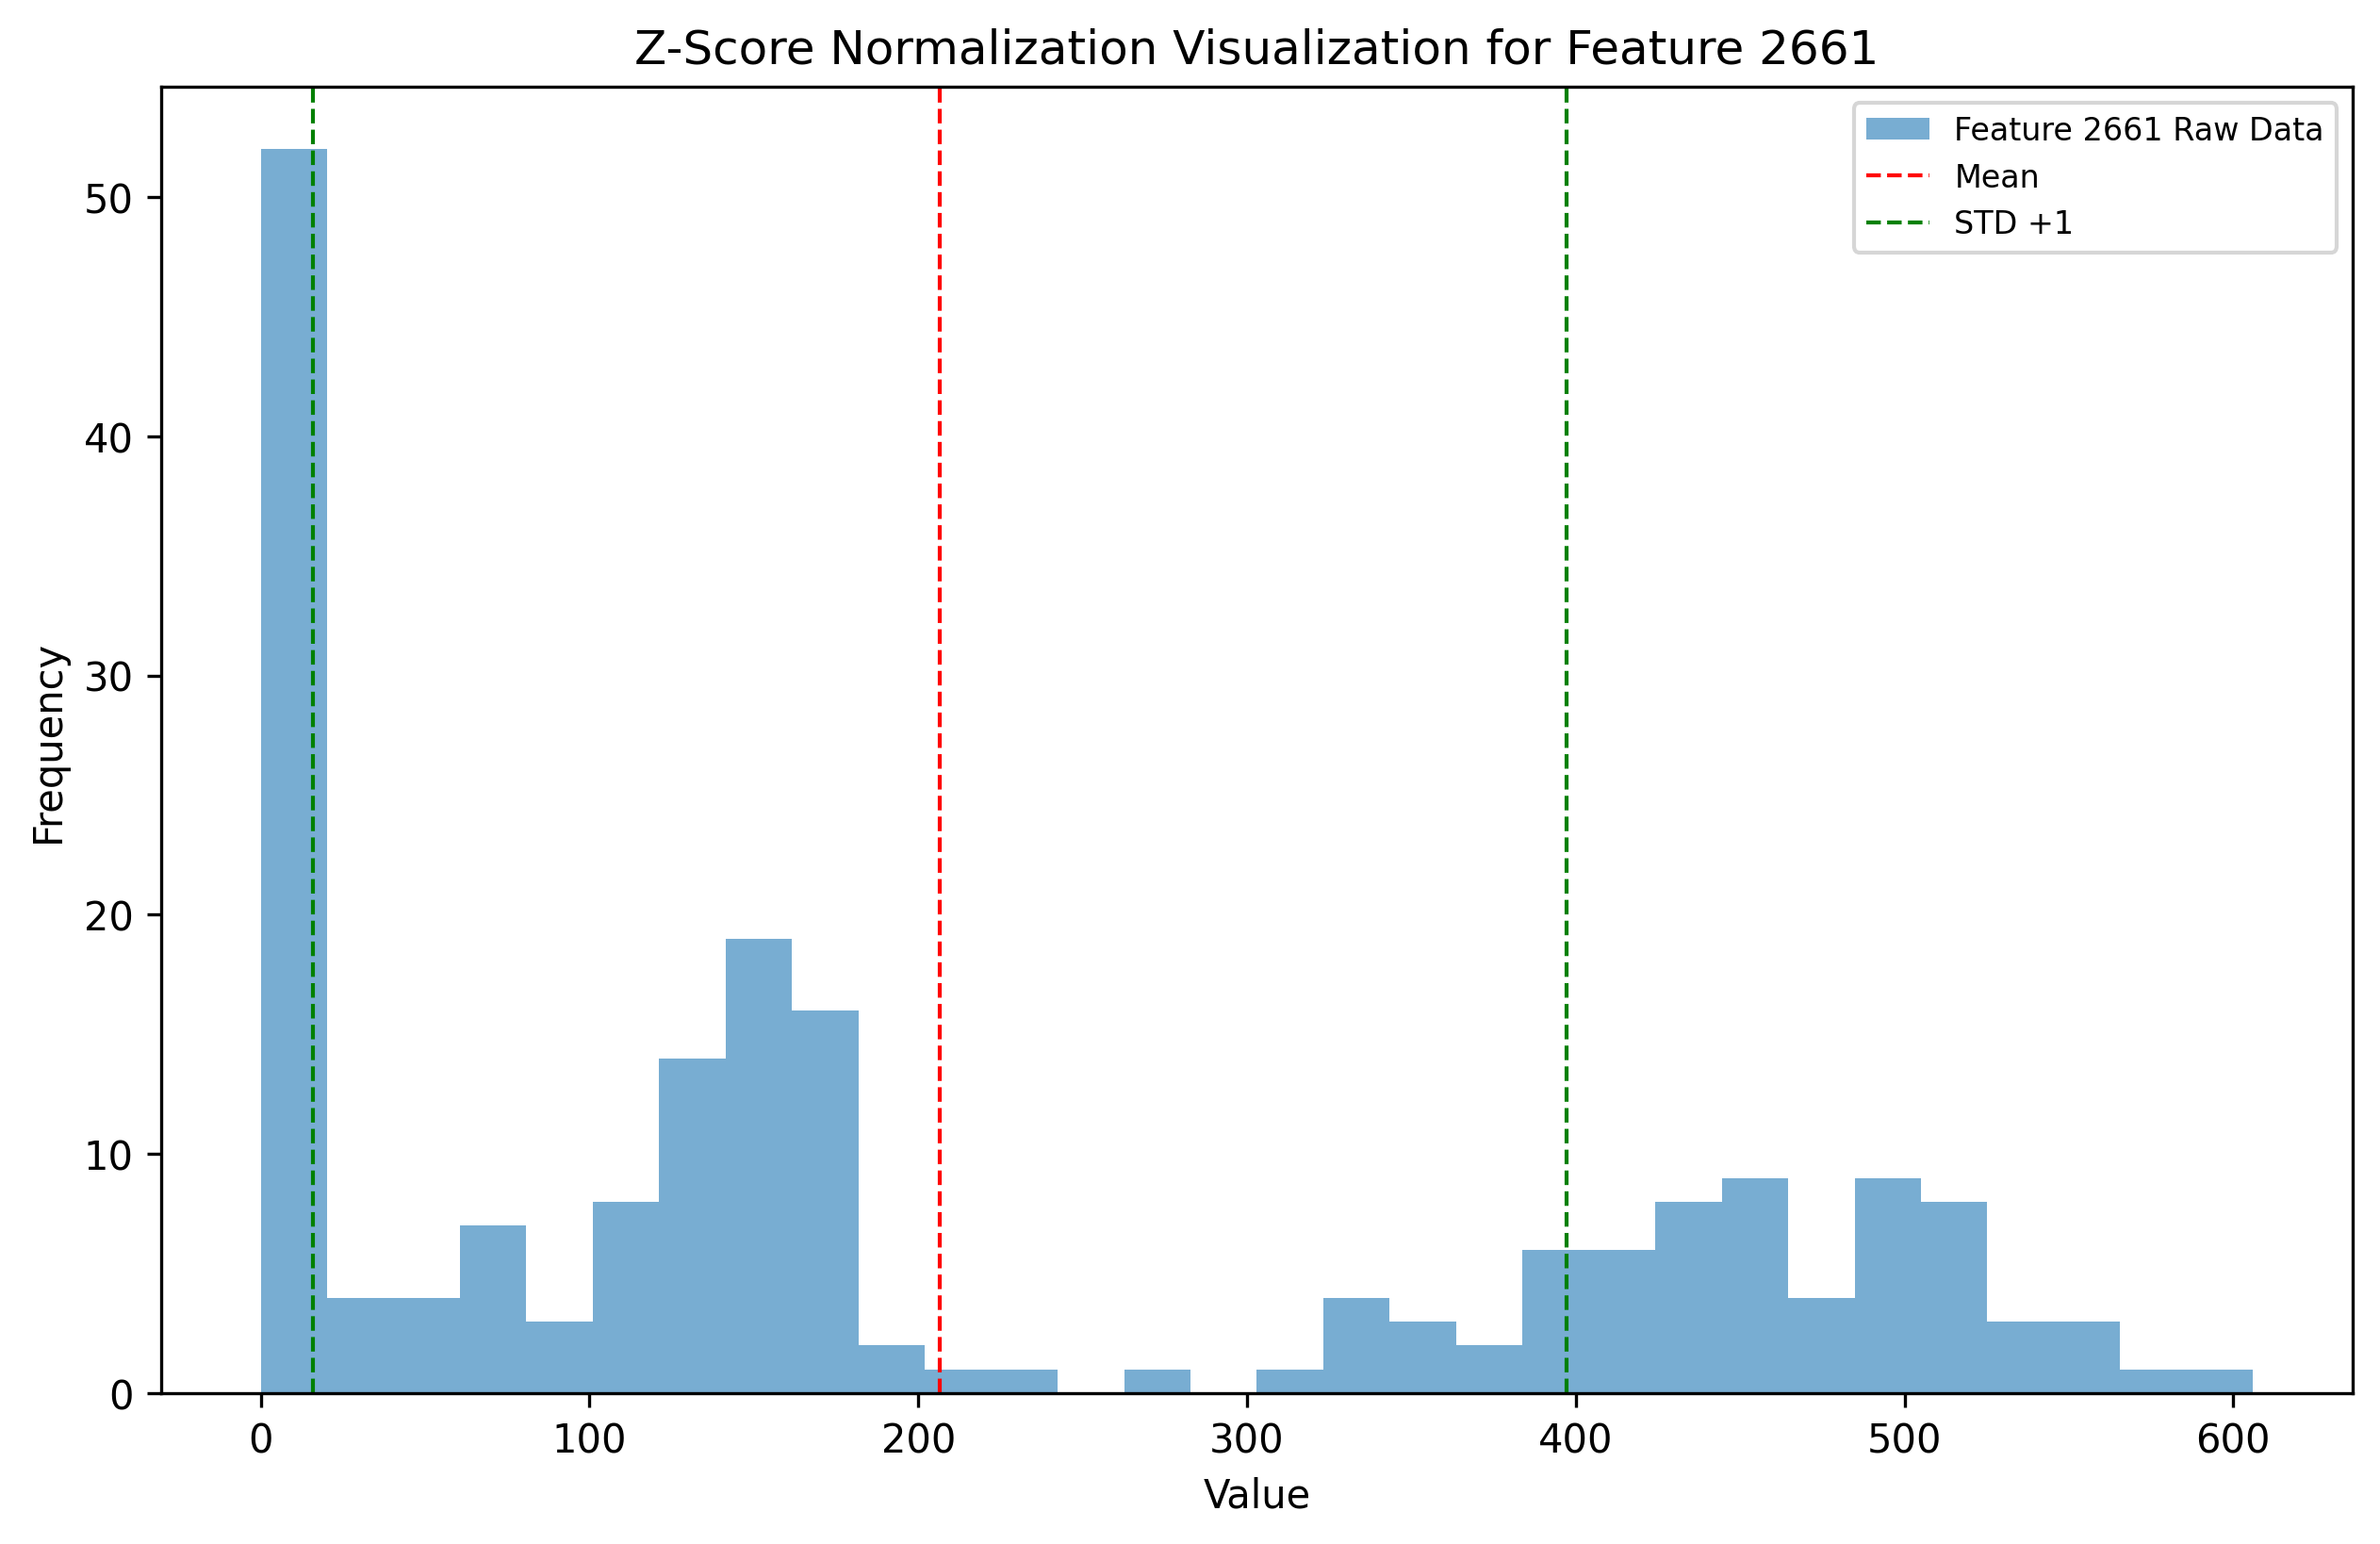 Z-Score Normalization Visualization for Feature 2661
Feature 2661 Raw Data
Mean
STD +1
Frequency
50
40
30
20
10
0
0 100 200 300 400 500 600
Value